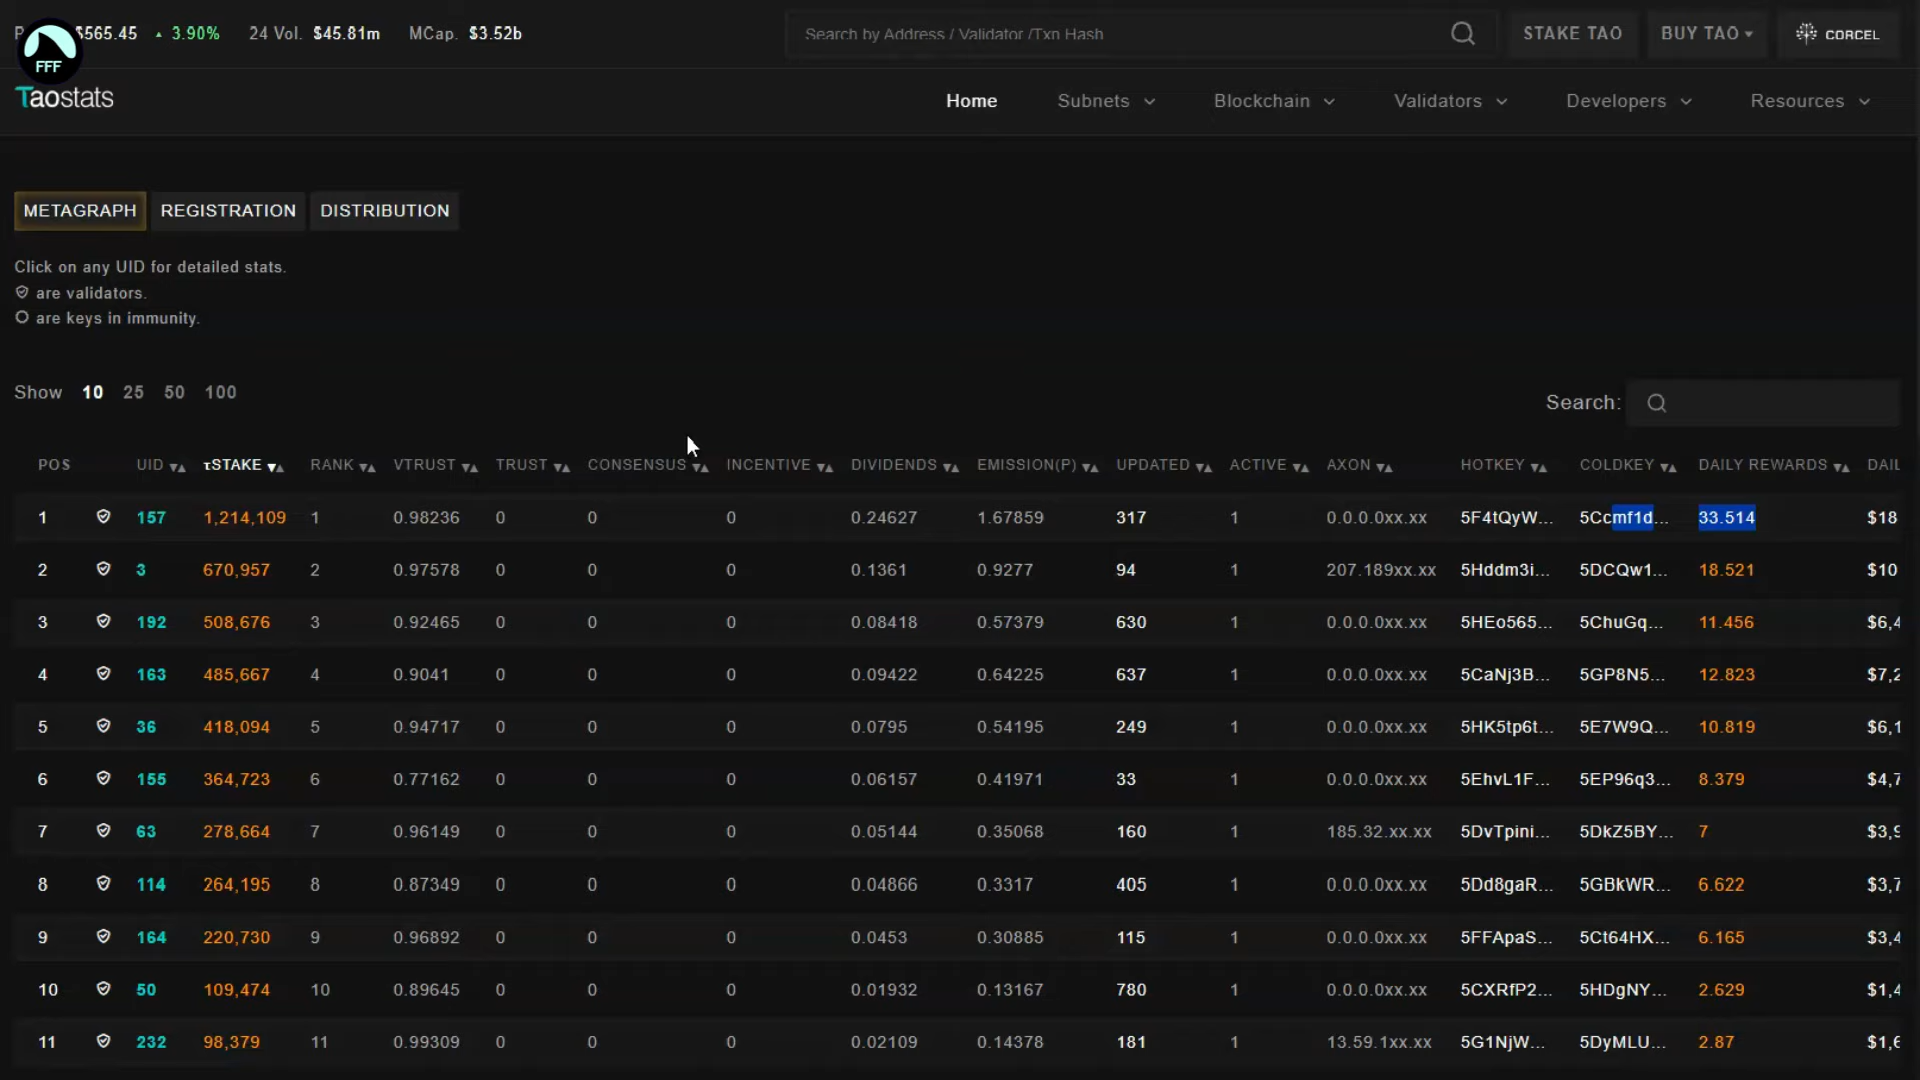 $565.45 ▲ 3.90% 24 Vol. $45.81m MCap. $3.52b Search by Address / Validator /Txn Hash STAKE TAO BUY TAO▾ CORCEL
FFF
Taostats Home Subnets Blockchain Validators Developers Resources
METAGRAPH REGISTRATION DISTRIBUTION
Click on any UID for detailed stats.
are validators.
are keys in immunity.
Show 10 25 50 100 Search:
POS UID ▼▲ τSTAKE ▼▲ RANK ▼▲ VTRUST ▼▲ TRUST ▼▲ CONSENSUS ▼▲ INCENTIVE ▼▲ DIVIDENDS ▼▲ EMISSION(P) ▼▲ UPDATED ▼▲ ACTIVE ▼▲ AXON ▼▲ HOTKEY ▼▲ COLDKEY ▼▲ DAILY REWARDS ▼▲ DAIL
1 157 1,214,109 1 0.98236 0 0 0 0.24627 1.67859 317 1 0.0.0.0xx.xx 5F4tQyW... 5Ccmf1d... 33.514 $18
2 3 670,957 2 0.97578 0 0 0 0.1361 0.9277 94 1 207.189xx.xx 5Hddm3i... 5DCQw1... 18.521 $10
3 192 508,676 3 0.92465 0 0 0 0.08418 0.57379 630 1 0.0.0.0xx.xx 5HEo565... 5ChuGq... 11.456 $6,4
4 163 485,667 4 0.9041 0 0 0 0.09422 0.64225 637 1 0.0.0.0xx.xx 5CaNj3B... 5GP8N5... 12.823 $7,2
5 36 418,094 5 0.94717 0 0 0 0.0795 0.54195 249 1 0.0.0.0xx.xx 5HK5tp6t... 5E7W9Q... 10.819 $6,1
6 155 364,723 6 0.77162 0 0 0 0.06157 0.41971 33 1 0.0.0.0xx.xx 5EhvL1F... 5EP96q3... 8.379 $4,7
7 63 278,664 7 0.96149 0 0 0 0.05144 0.35068 160 1 185.32.xx.xx 5DvTpini... 5DkZ5BY... 7 $3,9
8 114 264,195 8 0.87349 0 0 0 0.04866 0.3317 405 1 0.0.0.0xx.xx 5Dd8gaR... 5GBkWR... 6.622 $3,7
9 164 220,730 9 0.96892 0 0 0 0.0453 0.30885 115 1 0.0.0.0xx.xx 5FFApaS... 5Ct64HX... 6.165 $3,4
10 50 109,474 10 0.89645 0 0 0 0.01932 0.13167 780 1 0.0.0.0xx.xx 5CXRfP2... 5HDgNY... 2.629 $1,4
11 232 98,379 11 0.99309 0 0 0 0.02109 0.14378 181 1 13.59.1xx.xx 5G1NjW... 5DyMLU... 2.87 $1,6